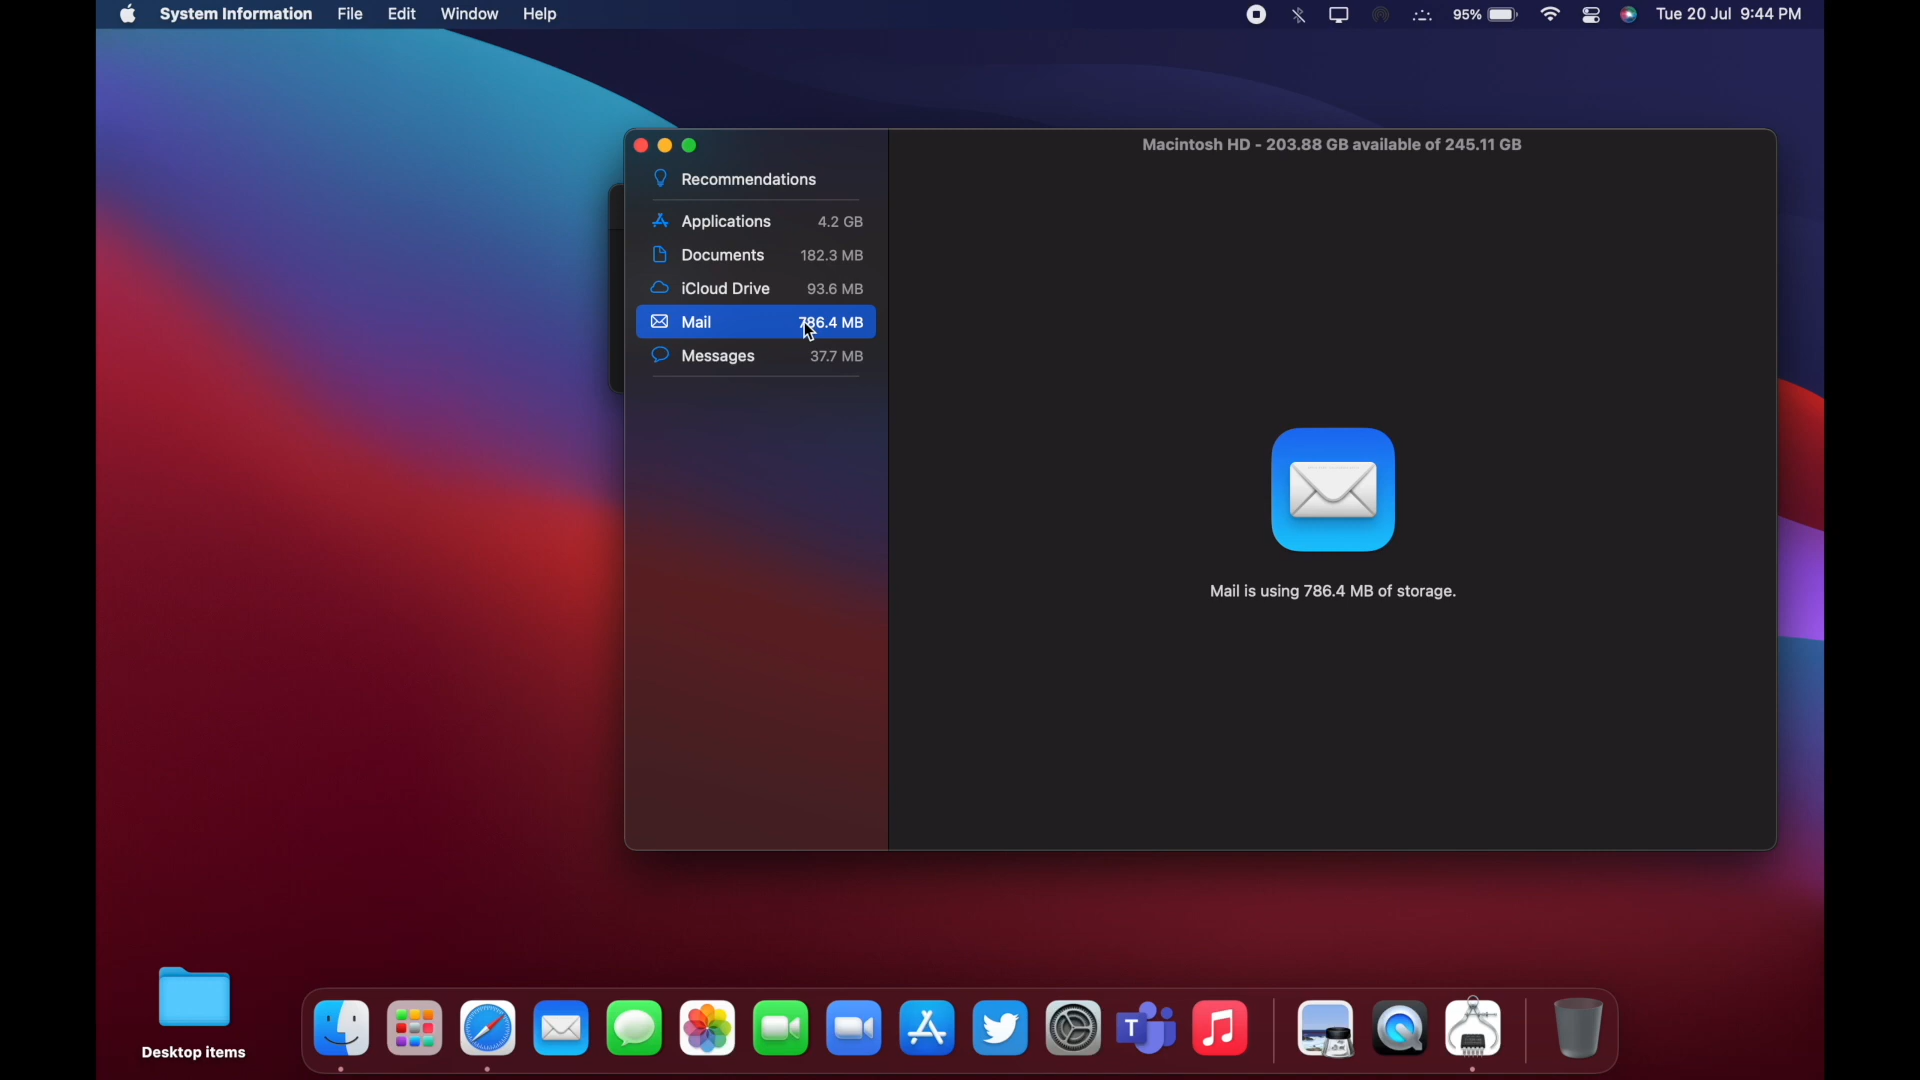 System Information File Edit Window Help 95% Tue 20 Jul 9:44 PM
Macintosh HD - 203.88 GB available of 245.11 GB
Recommendations
Applications 4.2 GB
Documents 182.3 MB
iCloud Drive 93.6 MB
Mail 786.4 MB
Messages 37.7 MB
Mail is using 786.4 MB of storage.
Desktop items
T